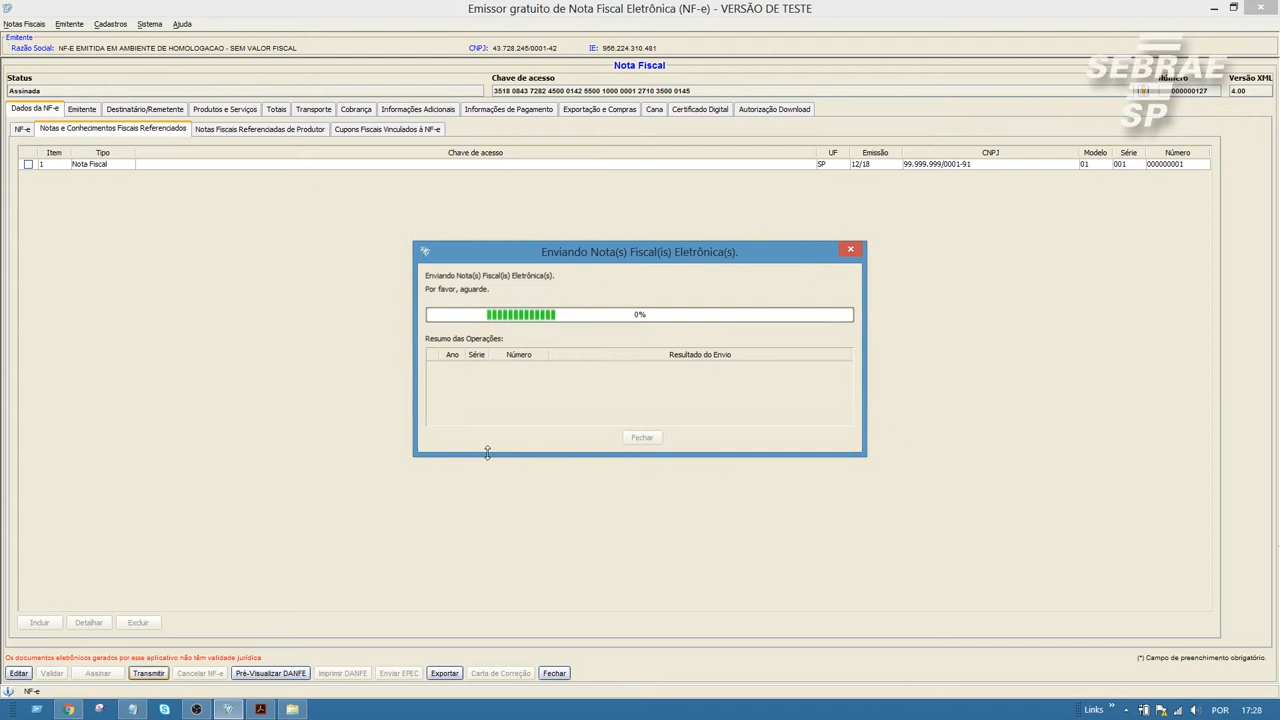 Emissor gratuito de Nota Fiscal Eletrônica (NF-e) - VERSÃO DE TESTE
Notas Fiscais Emitente Cadastros Sistema Ajuda
Emitente
Razão Social: NF-E EMITIDA EM AMBIENTE DE HOMOLOGACAO - SEM VALOR FISCAL CNPJ: 43.728.245/0001-42 IE: 956.224.310.481
Nota Fiscal
SEBRAE
SP
Status Chave de acesso Número Versão XML
Assinada 3518 0843 7282 4500 0142 5500 1000 0001 2710 3500 0145 000000127 4.00
Dados da NF-e Emitente Destinatário/Remetente Produtos e Serviços Totais Transporte Cobrança Informações Adicionais Informações de Pagamento Exportação e Compras Cana Certificado Digital Autorização Download
NF-e Notas e Conhecimentos Fiscais Referenciados Notas Fiscais Referenciadas de Produtor Cupons Fiscais Vinculados à NF-e
Item Tipo Chave de acesso UF Emissão CNPJ Modelo Série Número
1 Nota Fiscal SP 12/18 99.999.999/0001-91 01 001 000000001
Enviando Nota(s) Fiscal(is) Eletrônica(s).
Enviando Nota(s) Fiscal(is) Eletrônica(s).
Por favor, aguarde.
0%
Resumo das Operações:
Ano Série Número Resultado do Envio
Fechar
Incluir Detalhar Excluir
Os documentos eletrônicos gerados por esse aplicativo não têm validade jurídica (*) Campo de preenchimento obrigatório.
Editar Validar Assinar Transmitir Cancelar NF-e Pré-Visualizar DANFE Imprimir DANFE Enviar EPEC Exportar Carta de Correção Fechar
NF-e
Links POR 17:28